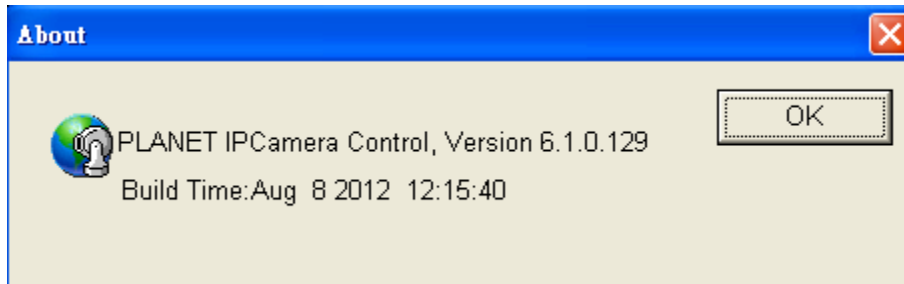 About
OK
PLANET IPCamera Control, Version 6.1.0.129
Build Time:Aug  8 2012  12:15:40